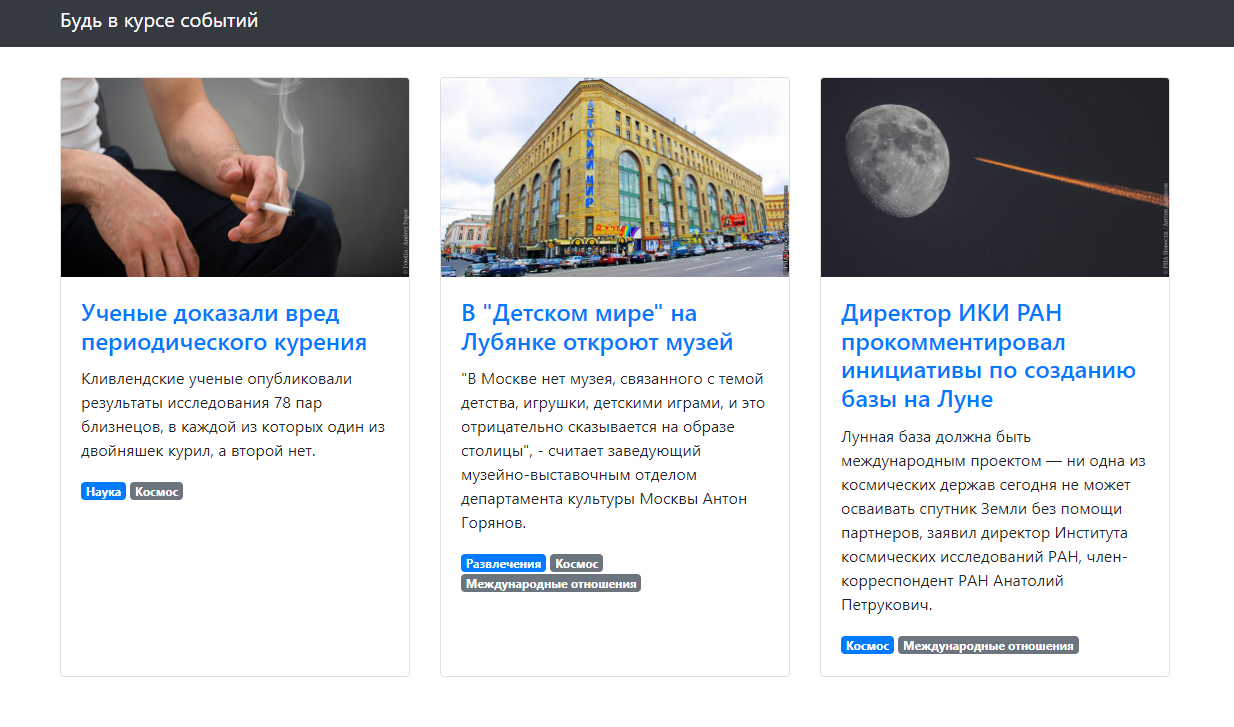 Будь в курсе событий
ДЕТСКИЙ МИР
Ученые доказали вред
периодического курения
Кливлендские ученые опубликовали
результаты исследования 78 пар
близнецов, в каждой из которых один из
двойняшек курил, а второй нет.
Наука Космос
В "Детском мире" на
Лубянке откроют музей
"В Москве нет музея, связанного с темой
детства, игрушки, детскими играми, и это
отрицательно сказывается на образе
столицы", - считает заведующий
музейно-выставочным отделом
департамента культуры Москвы Антон
Горянов.
Развлечения Космос
Международные отношения
Директор ИКИ РАН
прокомментировал
инициативы по созданию
базы на Луне
Лунная база должна быть
международным проектом — ни одна из
космических держав сегодня не может
осваивать спутник Земли без помощи
партнеров, заявил директор Института
космических исследований РАН, член-
корреспондент РАН Анатолий
Петрукович.
Космос Международные отношения